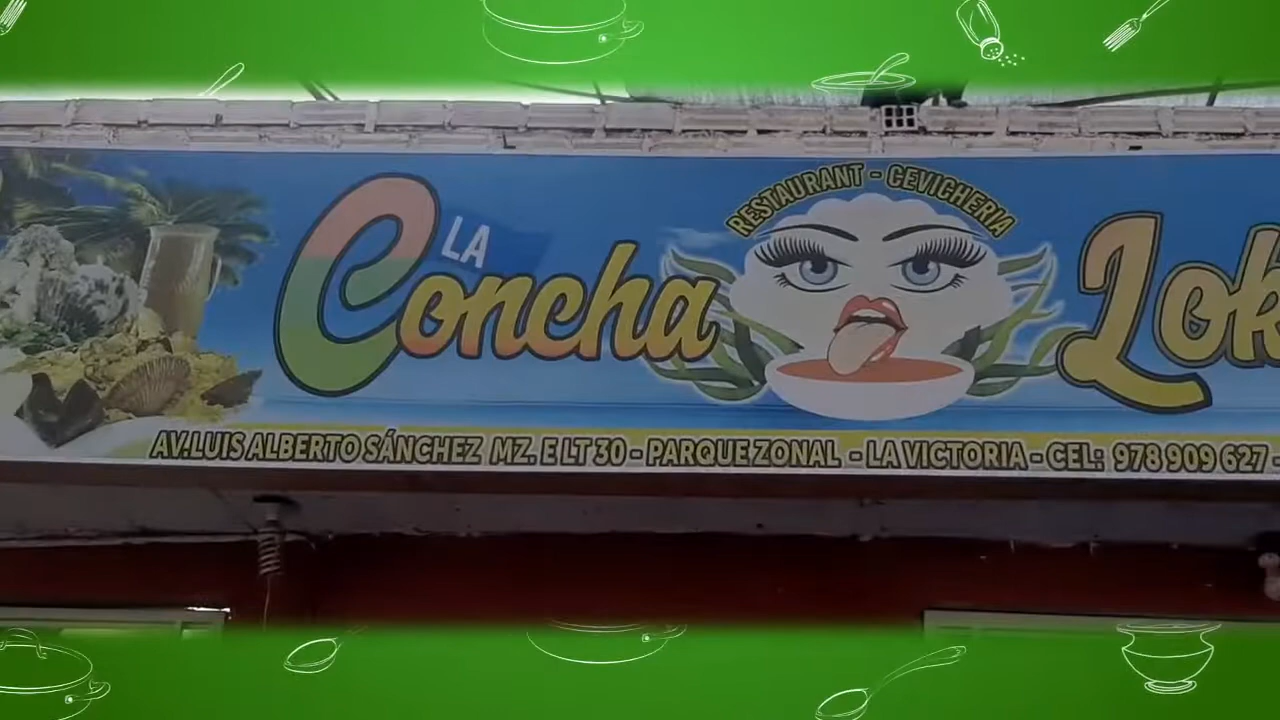 RESTAURANT - CEVICHERIA
LA
Concha
AV.LUIS ALBERTO SÁNCHEZ MZ. E LT 30 - PARQUE ZONAL - LA VICTORIA - CEL: 978 909 627 -